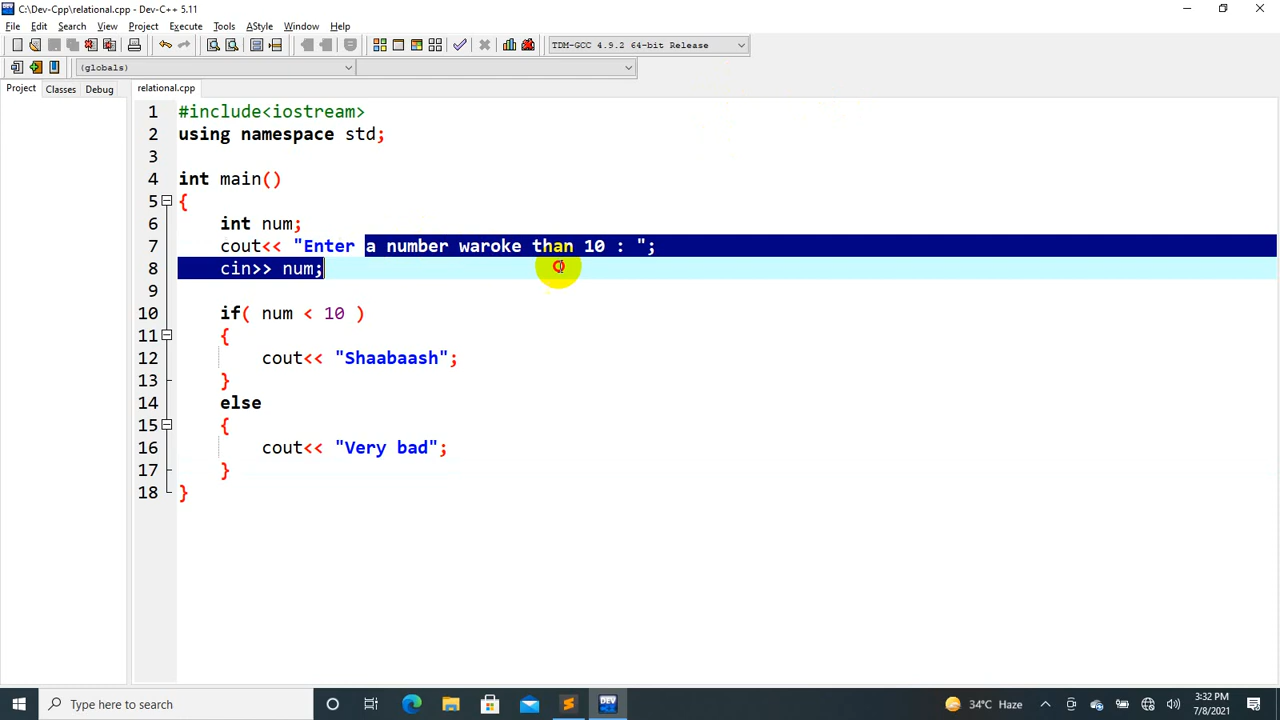 C:\Dev-Cpp\relational.cpp - Dev-C++ 5.11
File Edit Search View Project Execute Tools AStyle Window Help
TDM-GCC 4.9.2 64-bit Release
(globals)
Project Classes Debug relational.cpp
1 #include<iostream>
2 using namespace std;
3
4 int main()
5 {
6 int num;
7 cout<< "Enter a number waroke than 10 : ";
8 cin>> num;
9
10 if( num < 10 )
11 {
12 cout<< "Shaabaash";
13 }
14 else
15 {
16 cout<< "Very bad";
17 }
18 }
Type here to search
DEV
34°C Haze
3:32 PM
7/8/2021